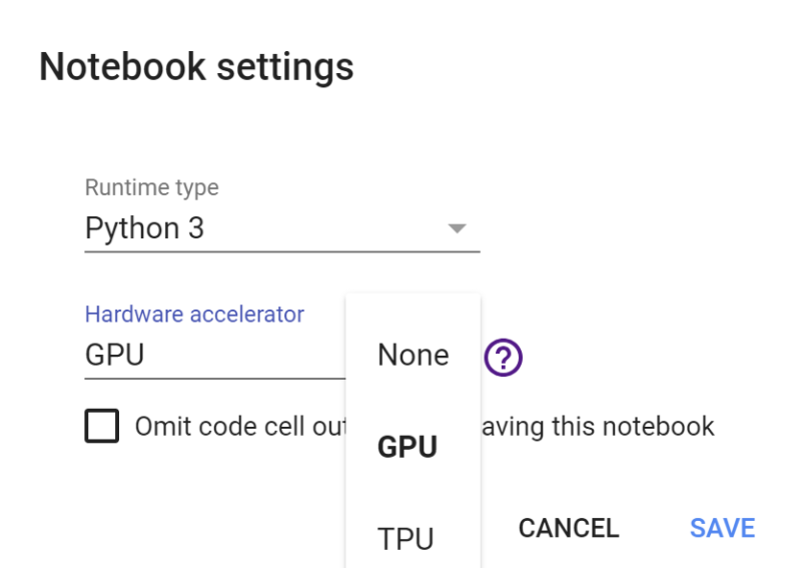 Notebook settings
Runtime type
Python 3
Hardware accelerator
GPU
None
?
Omit code cell out
aving this notebook
GPU
TPU
CANCEL
SAVE